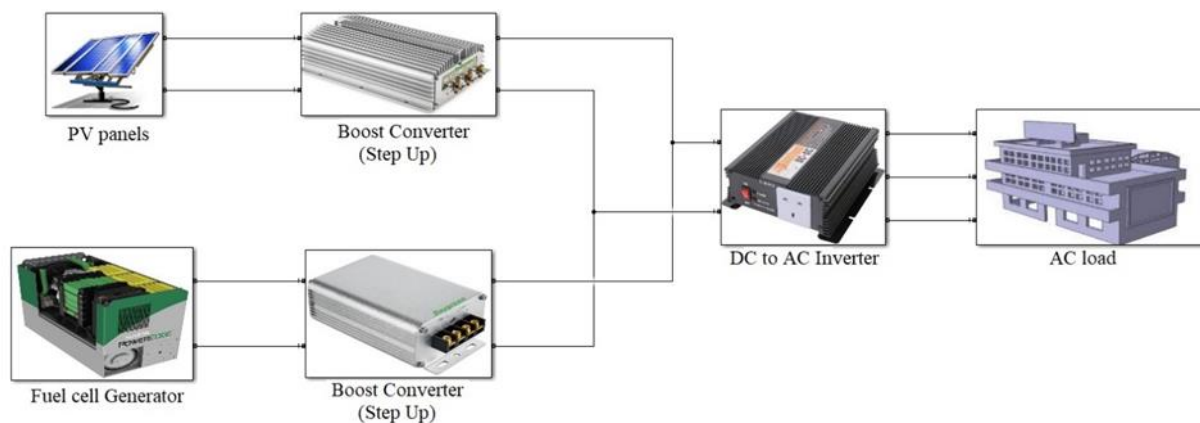 PV panels
Boost Converter
(Step Up)
DC to AC Inverter
AC load
Fuel cell Generator
Boost Converter
(Step Up)